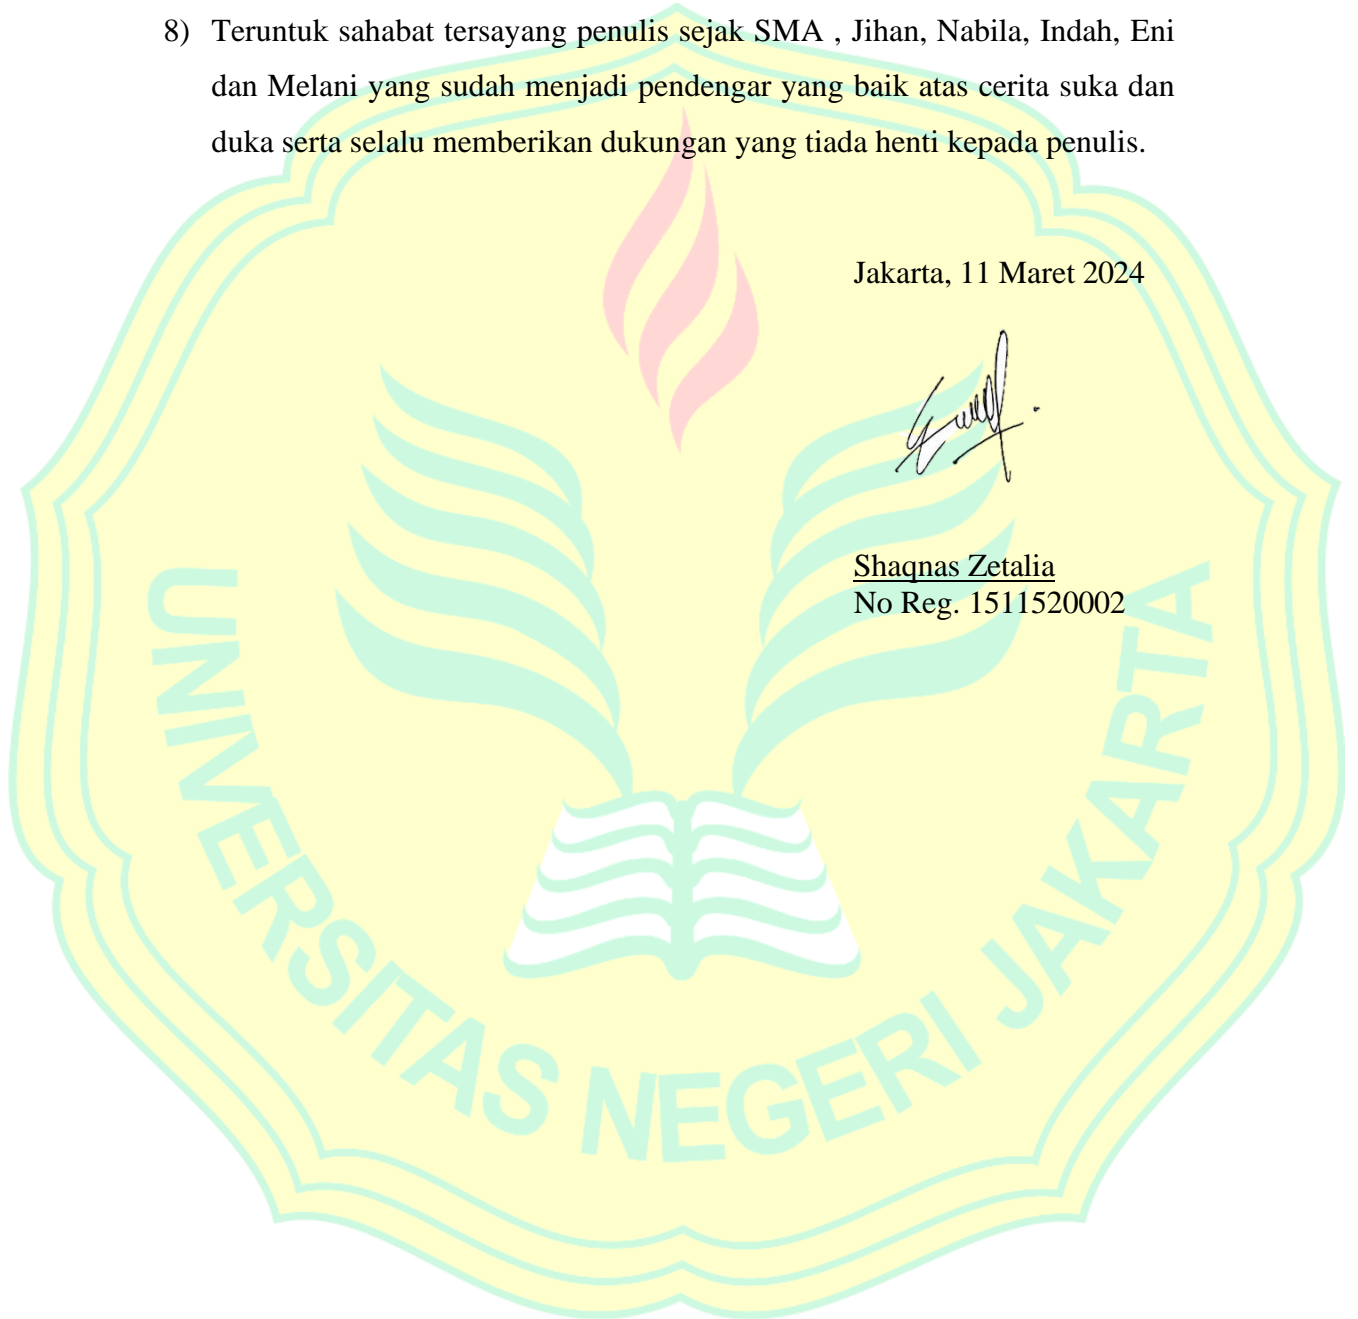 8) Teruntuk sahabat tersayang penulis sejak SMA , Jihan, Nabila, Indah, Eni
dan Melani yang sudah menjadi pendengar yang baik atas cerita suka dan
duka serta selalu memberikan dukungan yang tiada henti kepada penulis.
Jakarta, 11 Maret 2024
Shaqnas Zetalia
No Reg. 1511520002
UNIVERSITAS NEGERI JAKARTA